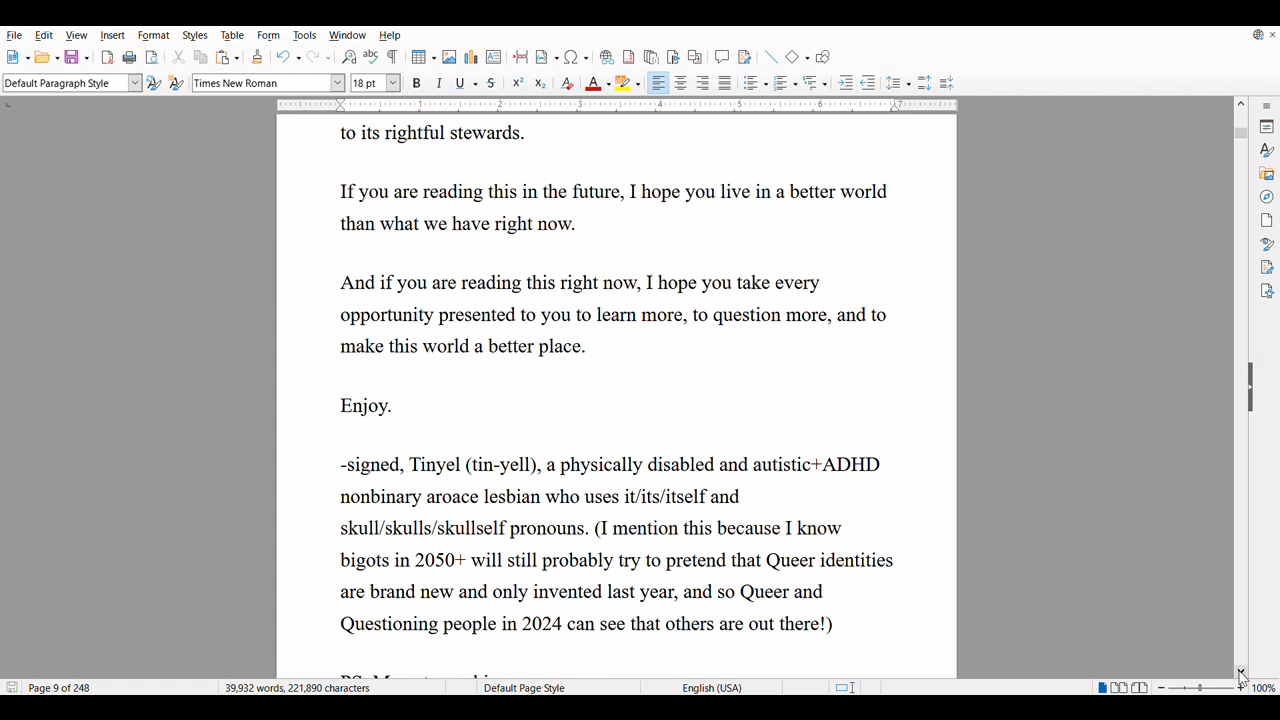 File Edit View Insert Format Styles Table Form Tools Window Help
Default Paragraph Style Times New Roman 18 pt
1 2 3 4 5 6 7
to its rightful stewards.
If you are reading this in the future, I hope you live in a better world
than what we have right now.
And if you are reading this right now, I hope you take every
opportunity presented to you to learn more, to question more, and to
make this world a better place.
Enjoy.
-signed, Tinyel (tin-yell), a physically disabled and autistic+ADHD
nonbinary aroace lesbian who uses it/its/itself and
skull/skulls/skullself pronouns. (I mention this because I know
bigots in 2050+ will still probably try to pretend that Queer identities
are brand new and only invented last year, and so Queer and
Questioning people in 2024 can see that others are out there!)
Page 9 of 248 39,932 words, 221,890 characters Default Page Style English (USA) 100%